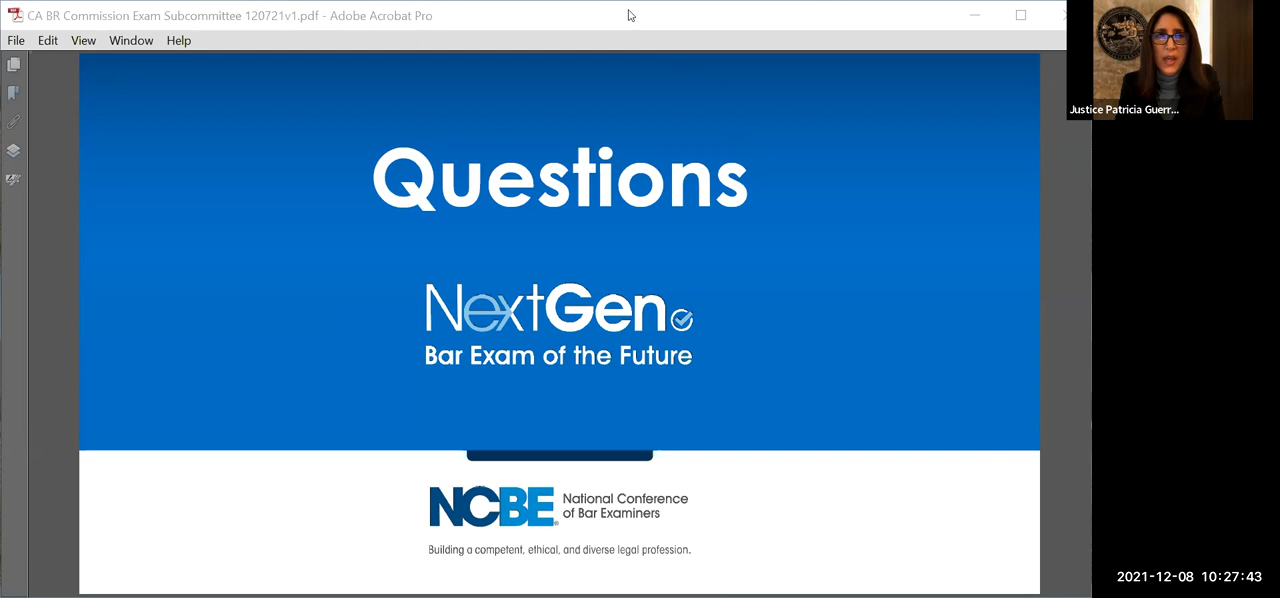 CA BR Commission Exam Subcommittee 120721v1.pdf - Adobe Acrobat Pro
File Edit View Window Help
Justice Patricia Guerr...
Questions
NextGen
Bar Exam of the Future
NCBE
National Conference
of Bar Examiners
Building a competent, ethical, and diverse legal profession.
2021-12-08 10:27:43